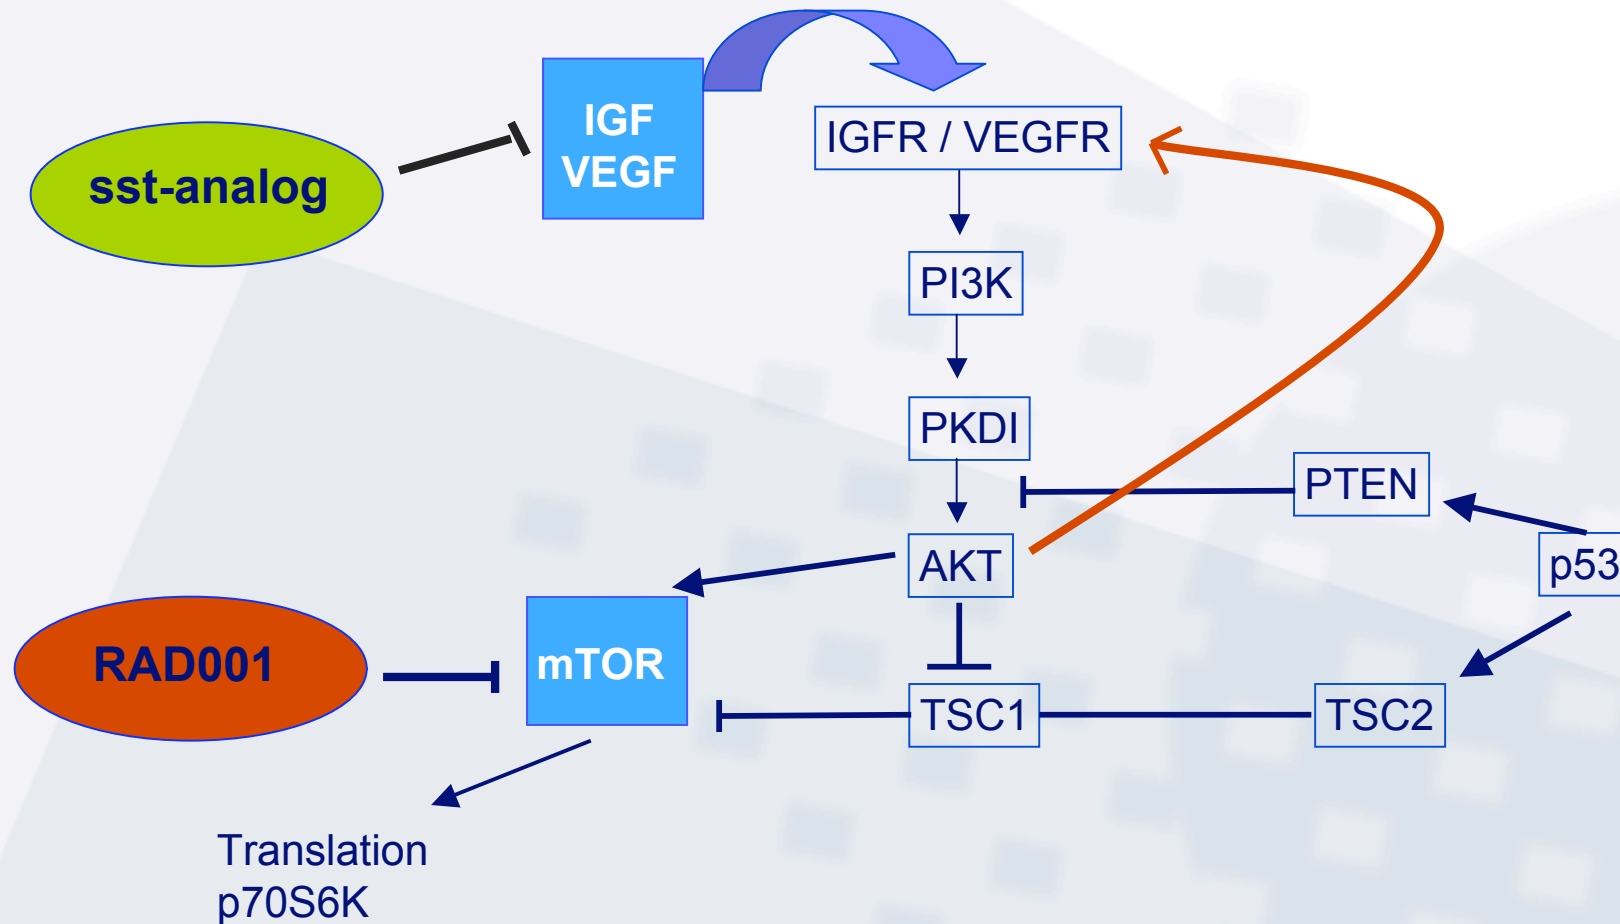 IGF
VEGF
IGFR / VEGFR
sst-analog
PI3K
PKDI
PTEN
AKT
p53
RAD001
mTOR
TSC1
TSC2
Translation
p70S6K